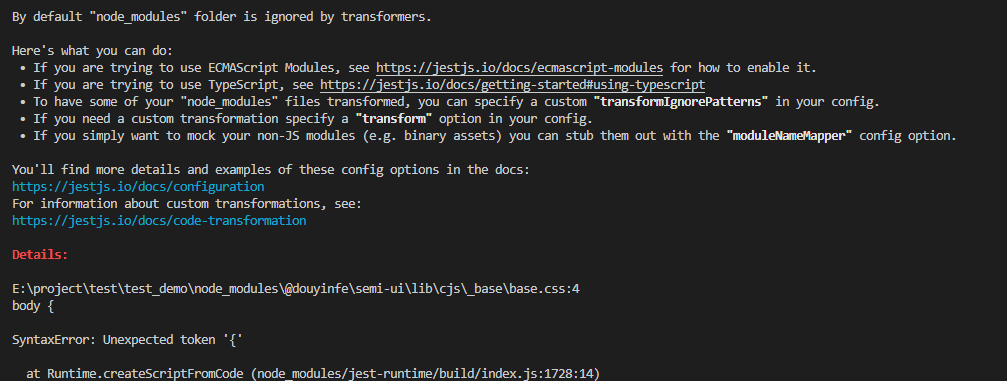 By default "node_modules" folder is ignored by transformers.
Here's what you can do:
• If you are trying to use ECMAScript Modules, see https://jestjs.io/docs/ecmascript-modules for how to enable it.
• If you are trying to use TypeScript, see https://jestjs.io/docs/getting-started#using-typescript
• To have some of your "node_modules" files transformed, you can specify a custom "transformIgnorePatterns" in your config.
• If you need a custom transformation specify a "transform" option in your config.
• If you simply want to mock your non-JS modules (e.g. binary assets) you can stub them out with the "moduleNameMapper" config option.
You'll find more details and examples of these config options in the docs:
https://jestjs.io/docs/configuration
For information about custom transformations, see:
https://jestjs.io/docs/code-transformation
Details:
E:\project\test\test_demo\node_modules\@douyinfe\semi-ui\lib\cjs\_base\base.css:4
body {
SyntaxError: Unexpected token '{'
at Runtime.createScriptFromCode (node_modules/jest-runtime/build/index.js:1728:14)